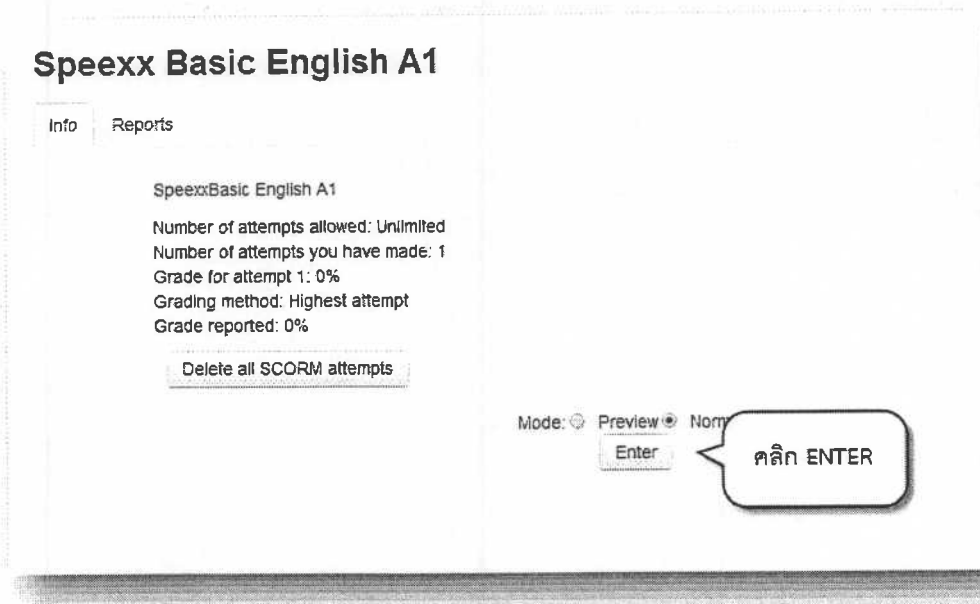 Speexx Basic English A1
Info Reports
SpeexxBasic English A1
Number of attempts allowed: Unlimited
Number of attempts you have made: 1
Grade for attempt 1: 0%
Grading method: Highest attempt
Grade reported: 0%
Delete all SCORM attempts
Mode: Preview Norm
Enter
คลิก ENTER